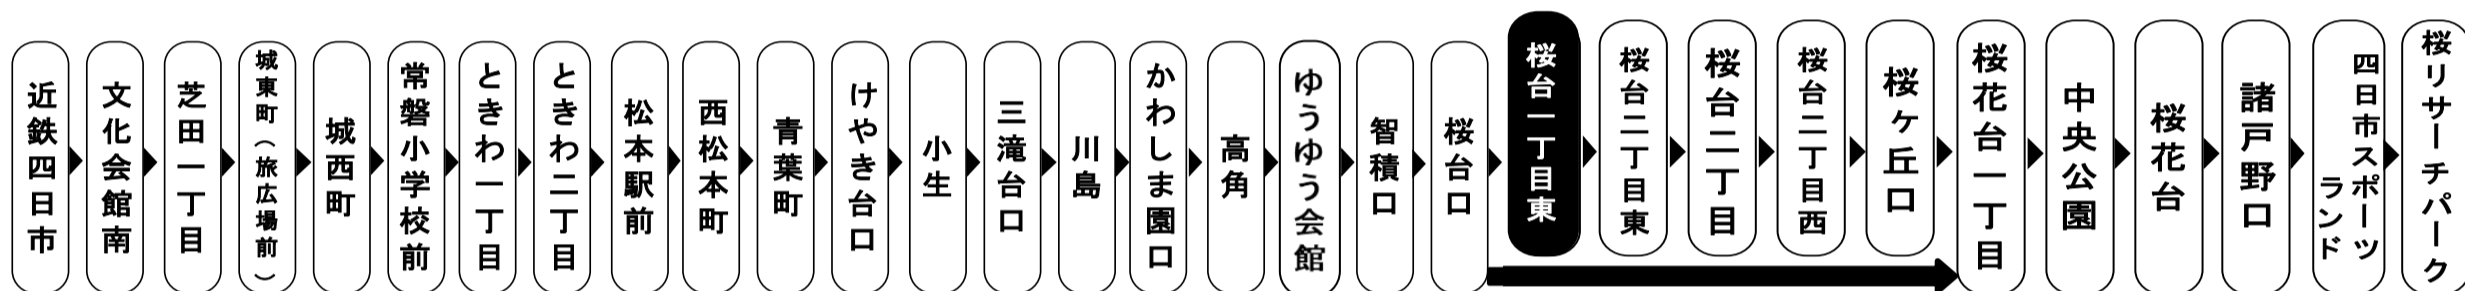 近鉄四日市
文化会館南
芝田一丁目
城東町（旅広場前）
城西町
常磐小学校前
ときわ一丁目
ときわ二丁目
松本駅前
西松本町
青葉町
けやき台口
小生
三滝台口
川島
かわしま園口
高角
ゆうゆう会館
智積口
桜台口
桜台一丁目東
桜台二丁目東
桜台二丁目
桜台二丁目西
桜ヶ丘口
桜花台一丁目
中央公園
桜花台
諸戸野口
四日市スポーツ
ランド
桜リサーチパーク